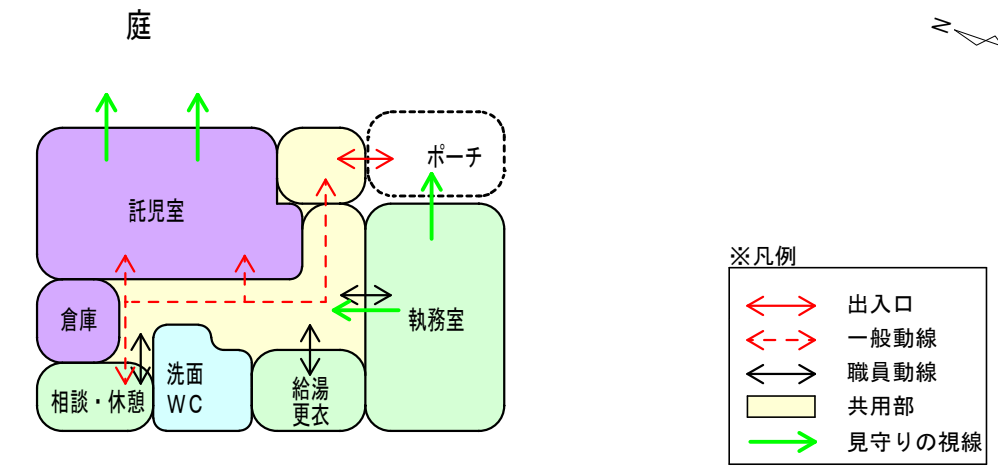 庭
N
ポーチ
託児室
倉庫
執務室
相談・休憩
洗面
WC
給湯
更衣
※凡例
出入口
一般動線
職員動線
共用部
見守りの視線